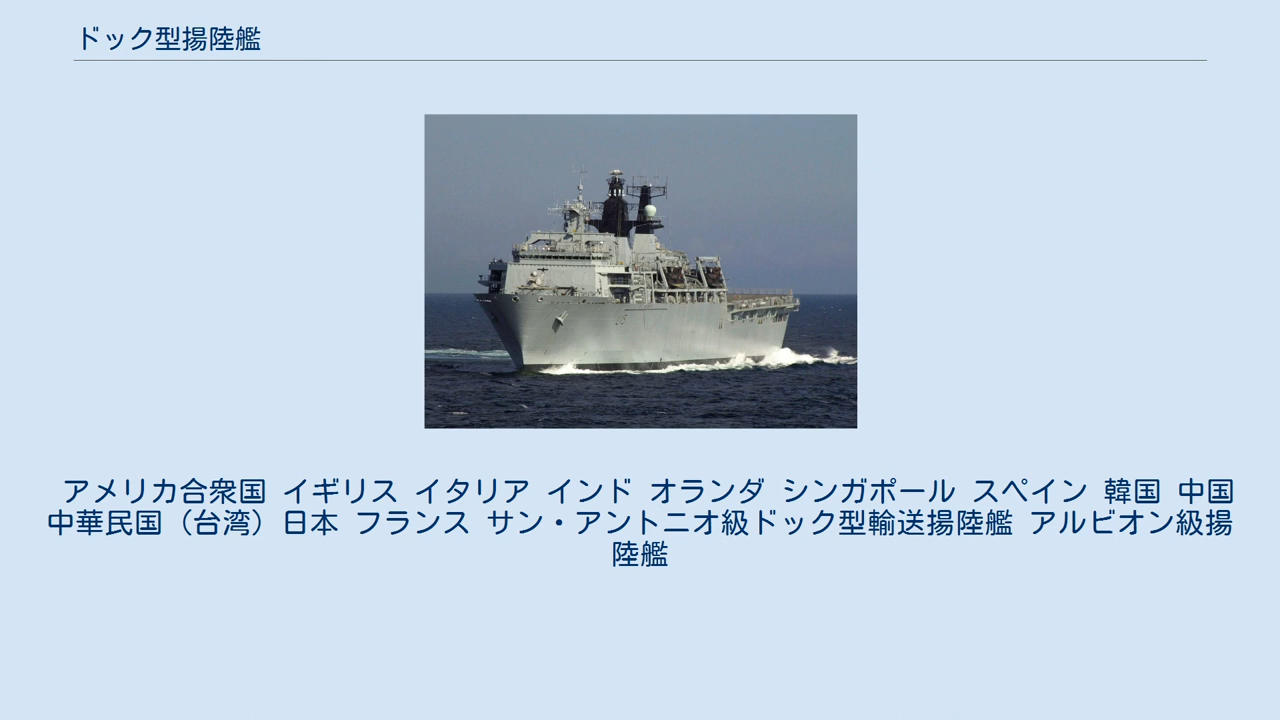 ドック型揚陸艦
アメリカ合衆国 イギリス イタリア インド オランダ シンガポール スペイン 韓国 中国
中華民国（台湾）日本 フランス サン・アントニオ級ドック型輸送揚陸艦 アルビオン級揚
陸艦